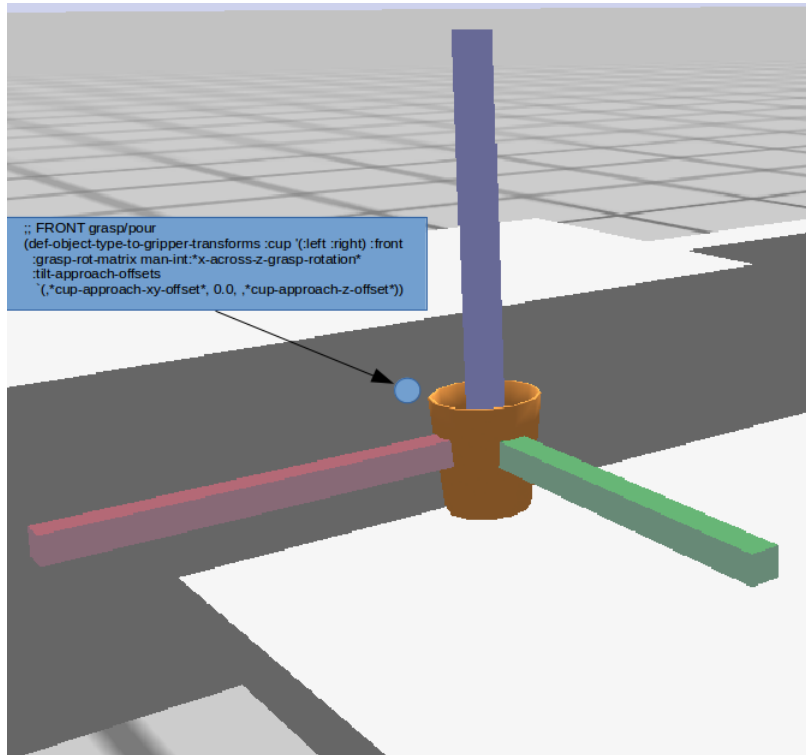 ;; FRONT grasp/pour
(def-object-type-to-gripper-transforms :cup '(:left :right) :front
:grasp-rot-matrix man-int:*x-across-z-grasp-rotation*
:tilt-approach-offsets
`(,*cup-approach-xy-offset*, 0.0, ,*cup-approach-z-offset*))